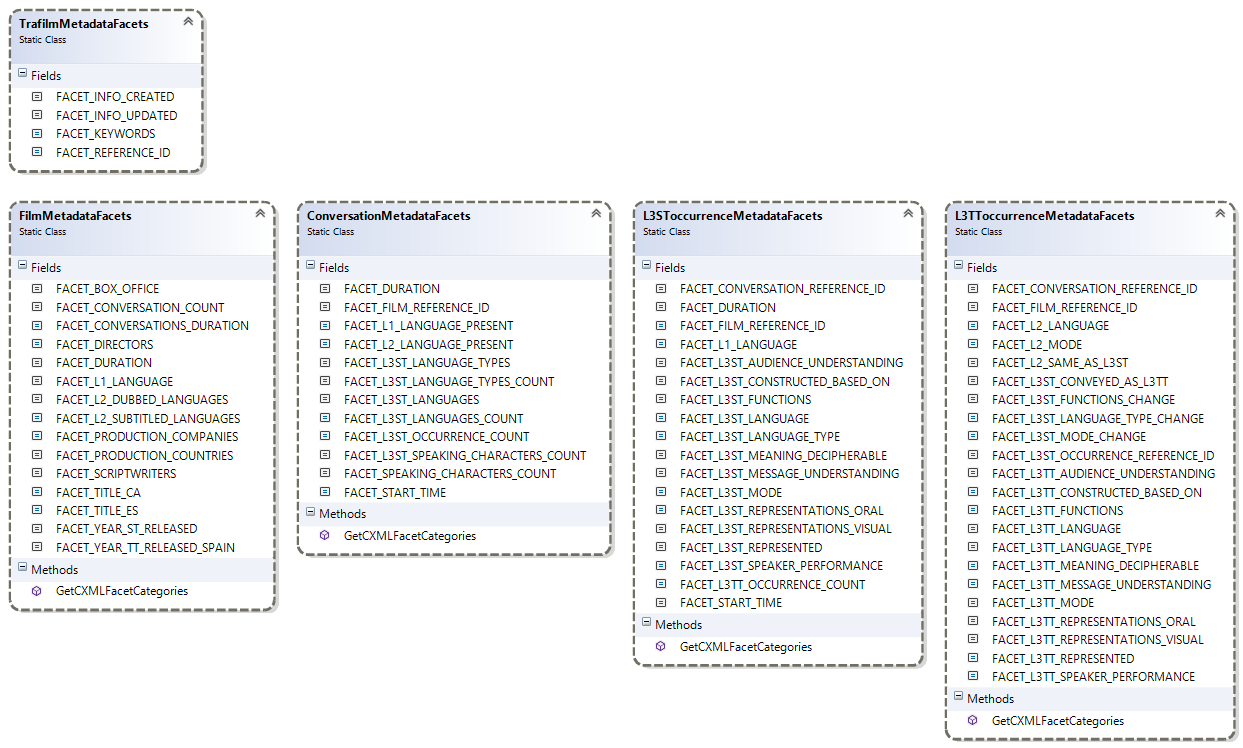 TrafilmMetadataFacets
Static Class
Fields
FACET_INFO_CREATED
FACET_INFO_UPDATED
FACET_KEYWORDS
FACET_REFERENCE_ID
FilmMetadataFacets
Static Class
Fields
FACET_BOX_OFFICE
FACET_CONVERSATION_COUNT
FACET_CONVERSATIONS_DURATION
FACET_DIRECTORS
FACET_DURATION
FACET_L1_LANGUAGE
FACET_L2_DUBBED_LANGUAGES
FACET_L2_SUBTITLED_LANGUAGES
FACET_PRODUCTION_COMPANIES
FACET_PRODUCTION_COUNTRIES
FACET_SCRIPTWRITERS
FACET_TITLE_CA
FACET_TITLE_ES
FACET_YEAR_ST_RELEASED
FACET_YEAR_TT_RELEASED_SPAIN
Methods
GetCXMLFacetCategories
ConversationMetadataFacets
Static Class
Fields
FACET_DURATION
FACET_FILM_REFERENCE_ID
FACET_L1_LANGUAGE_PRESENT
FACET_L2_LANGUAGE_PRESENT
FACET_L3ST_LANGUAGE_TYPES
FACET_L3ST_LANGUAGE_TYPES_COUNT
FACET_L3ST_LANGUAGES
FACET_L3ST_LANGUAGES_COUNT
FACET_L3ST_OCCURRENCE_COUNT
FACET_L3ST_SPEAKING_CHARACTERS_COUNT
FACET_SPEAKING_CHARACTERS_COUNT
FACET_START_TIME
Methods
GetCXMLFacetCategories
L3SToccurrenceMetadataFacets
Static Class
Fields
FACET_CONVERSATION_REFERENCE_ID
FACET_DURATION
FACET_FILM_REFERENCE_ID
FACET_L1_LANGUAGE
FACET_L3ST_AUDIENCE_UNDERSTANDING
FACET_L3ST_CONSTRUCTED_BASED_ON
FACET_L3ST_FUNCTIONS
FACET_L3ST_LANGUAGE
FACET_L3ST_LANGUAGE_TYPE
FACET_L3ST_MEANING_DECIPHERABLE
FACET_L3ST_MESSAGE_UNDERSTANDING
FACET_L3ST_MODE
FACET_L3ST_REPRESENTATIONS_ORAL
FACET_L3ST_REPRESENTATIONS_VISUAL
FACET_L3ST_REPRESENTED
FACET_L3ST_SPEAKER_PERFORMANCE
FACET_L3TT_OCCURRENCE_COUNT
FACET_START_TIME
Methods
GetCXMLFacetCategories
L3TToccurrenceMetadataFacets
Static Class
Fields
FACET_CONVERSATION_REFERENCE_ID
FACET_FILM_REFERENCE_ID
FACET_L2_LANGUAGE
FACET_L2_MODE
FACET_L2_SAME_AS_L3ST
FACET_L3ST_CONVEYED_AS_L3TT
FACET_L3ST_FUNCTIONS_CHANGE
FACET_L3ST_LANGUAGE_TYPE_CHANGE
FACET_L3ST_MODE_CHANGE
FACET_L3ST_OCCURRENCE_REFERENCE_ID
FACET_L3TT_AUDIENCE_UNDERSTANDING
FACET_L3TT_CONSTRUCTED_BASED_ON
FACET_L3TT_FUNCTIONS
FACET_L3TT_LANGUAGE
FACET_L3TT_LANGUAGE_TYPE
FACET_L3TT_MEANING_DECIPHERABLE
FACET_L3TT_MESSAGE_UNDERSTANDING
FACET_L3TT_MODE
FACET_L3TT_REPRESENTATIONS_ORAL
FACET_L3TT_REPRESENTATIONS_VISUAL
FACET_L3TT_REPRESENTED
FACET_L3TT_SPEAKER_PERFORMANCE
Methods
GetCXMLFacetCategories